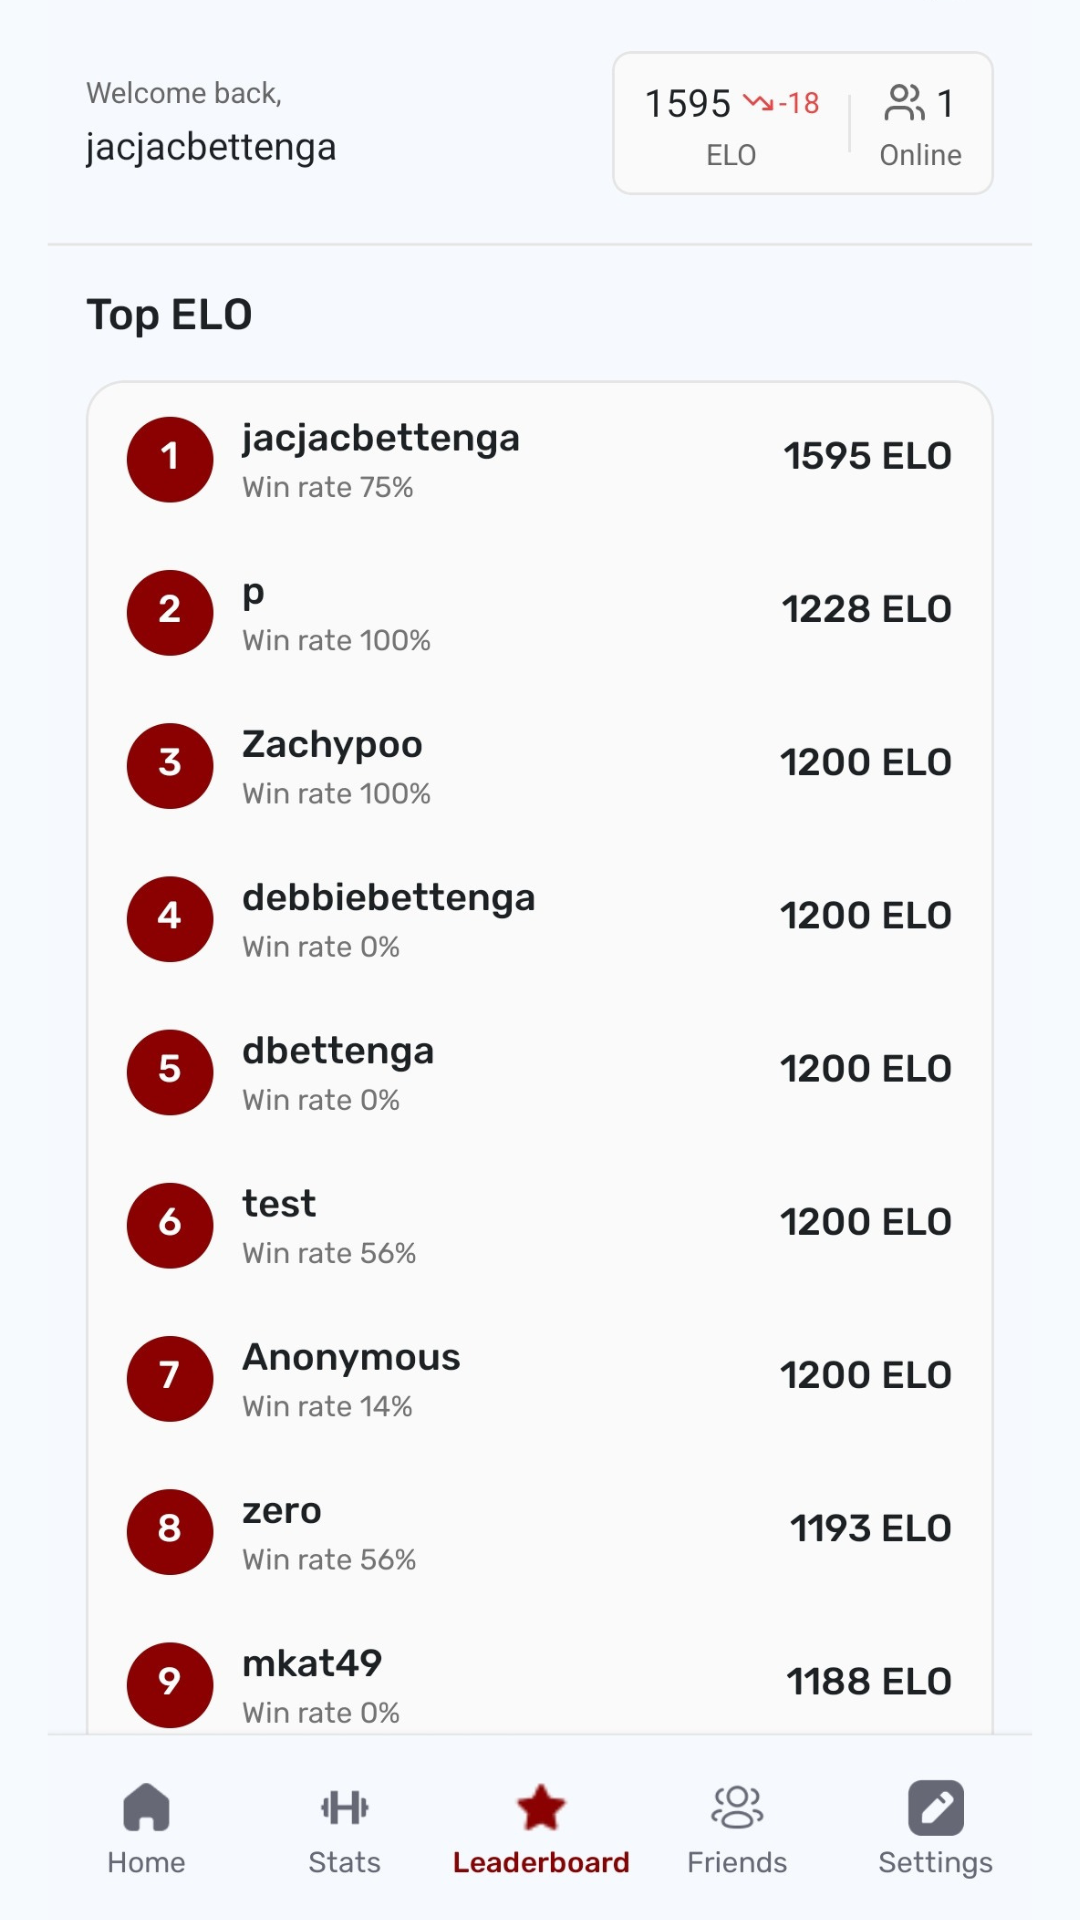 Welcome back,
jacjacbettenga
1595 -18
ELO
1
Online
Top ELO
1
jacjacbettenga
Win rate 75%
1595 ELO
2
p
Win rate 100%
1228 ELO
3
Zachypoo
Win rate 100%
1200 ELO
4
debbiebettenga
Win rate 0%
1200 ELO
5
dbettenga
Win rate 0%
1200 ELO
6
test
Win rate 56%
1200 ELO
7
Anonymous
Win rate 14%
1200 ELO
8
zero
Win rate 56%
1193 ELO
9
mkat49
Win rate 0%
1188 ELO
Home
Stats
Leaderboard
Friends
Settings